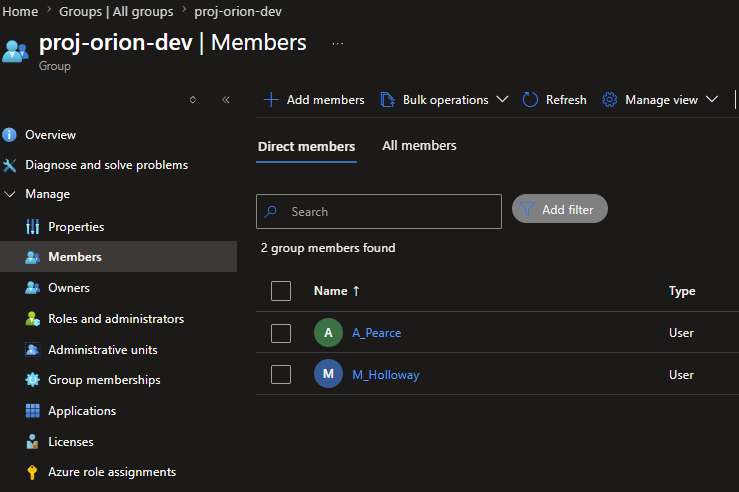 Home > Groups | All groups > proj-orion-dev
proj-orion-dev | Members ...
Group
Add members Bulk operations Refresh Manage view
Overview
Diagnose and solve problems
Manage
Properties
Members
Owners
Roles and administrators
Administrative units
Group memberships
Applications
Licenses
Azure role assignments
Direct members All members
Search Add filter
2 group members found
Name ↑ Type
A A_Pearce User
M M_Holloway User